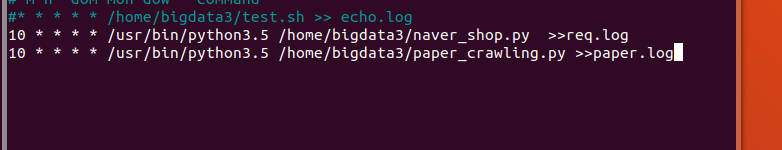 # M H  doM Mon doW   Command
#* * * * * /home/bigdata3/test.sh >> echo.log
10 * * * * /usr/bin/python3.5 /home/bigdata3/naver_shop.py  >>req.log
10 * * * * /usr/bin/python3.5 /home/bigdata3/paper_crawling.py >>paper.log